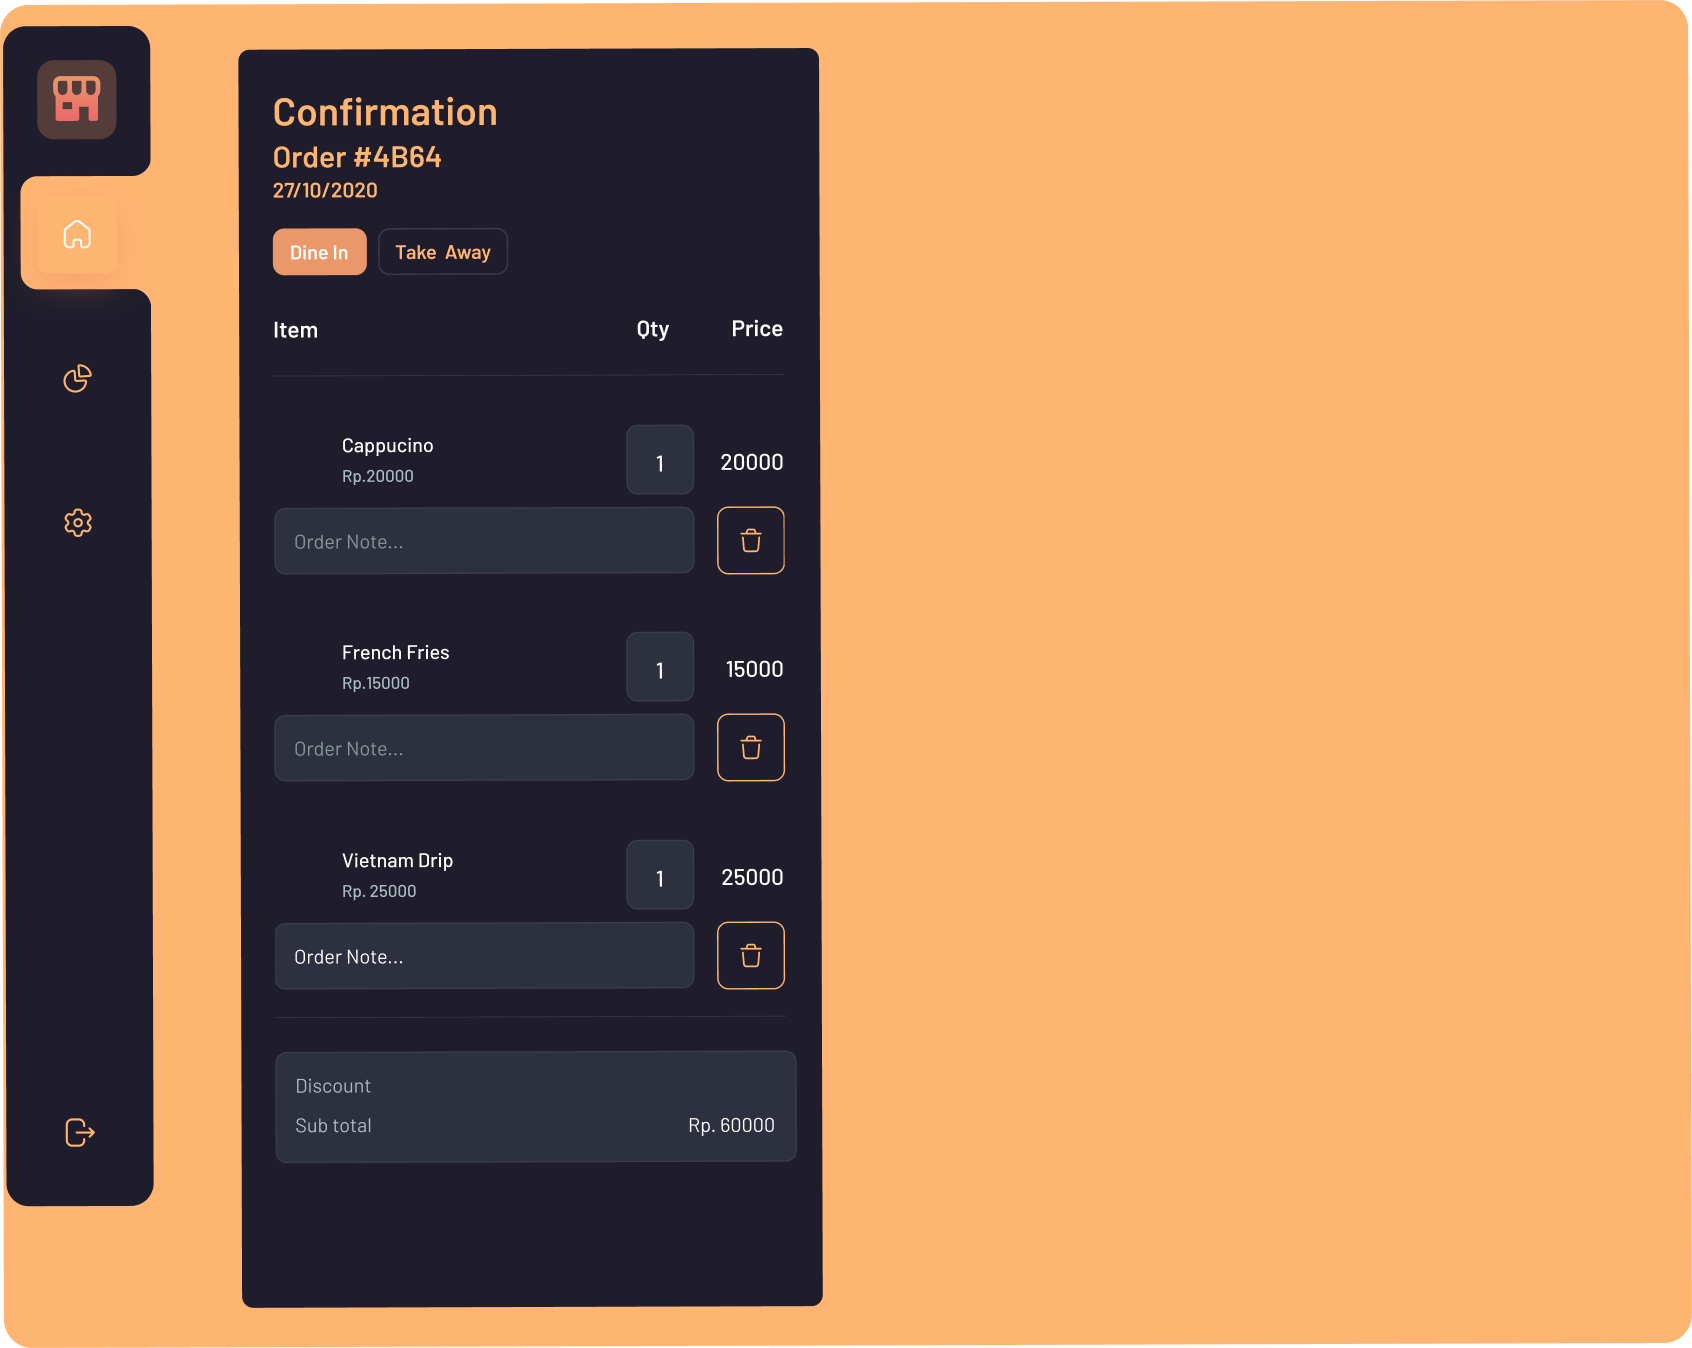 Confirmation
Order #4B64
27/10/2020
Dine In Take Away
Item Qty Price
Cappucino 1 20000
Rp.20000
Order Note...
French Fries 1 15000
Rp.15000
Order Note...
Vietnam Drip 1 25000
Rp. 25000
Order Note...
Discount
Sub total Rp. 60000